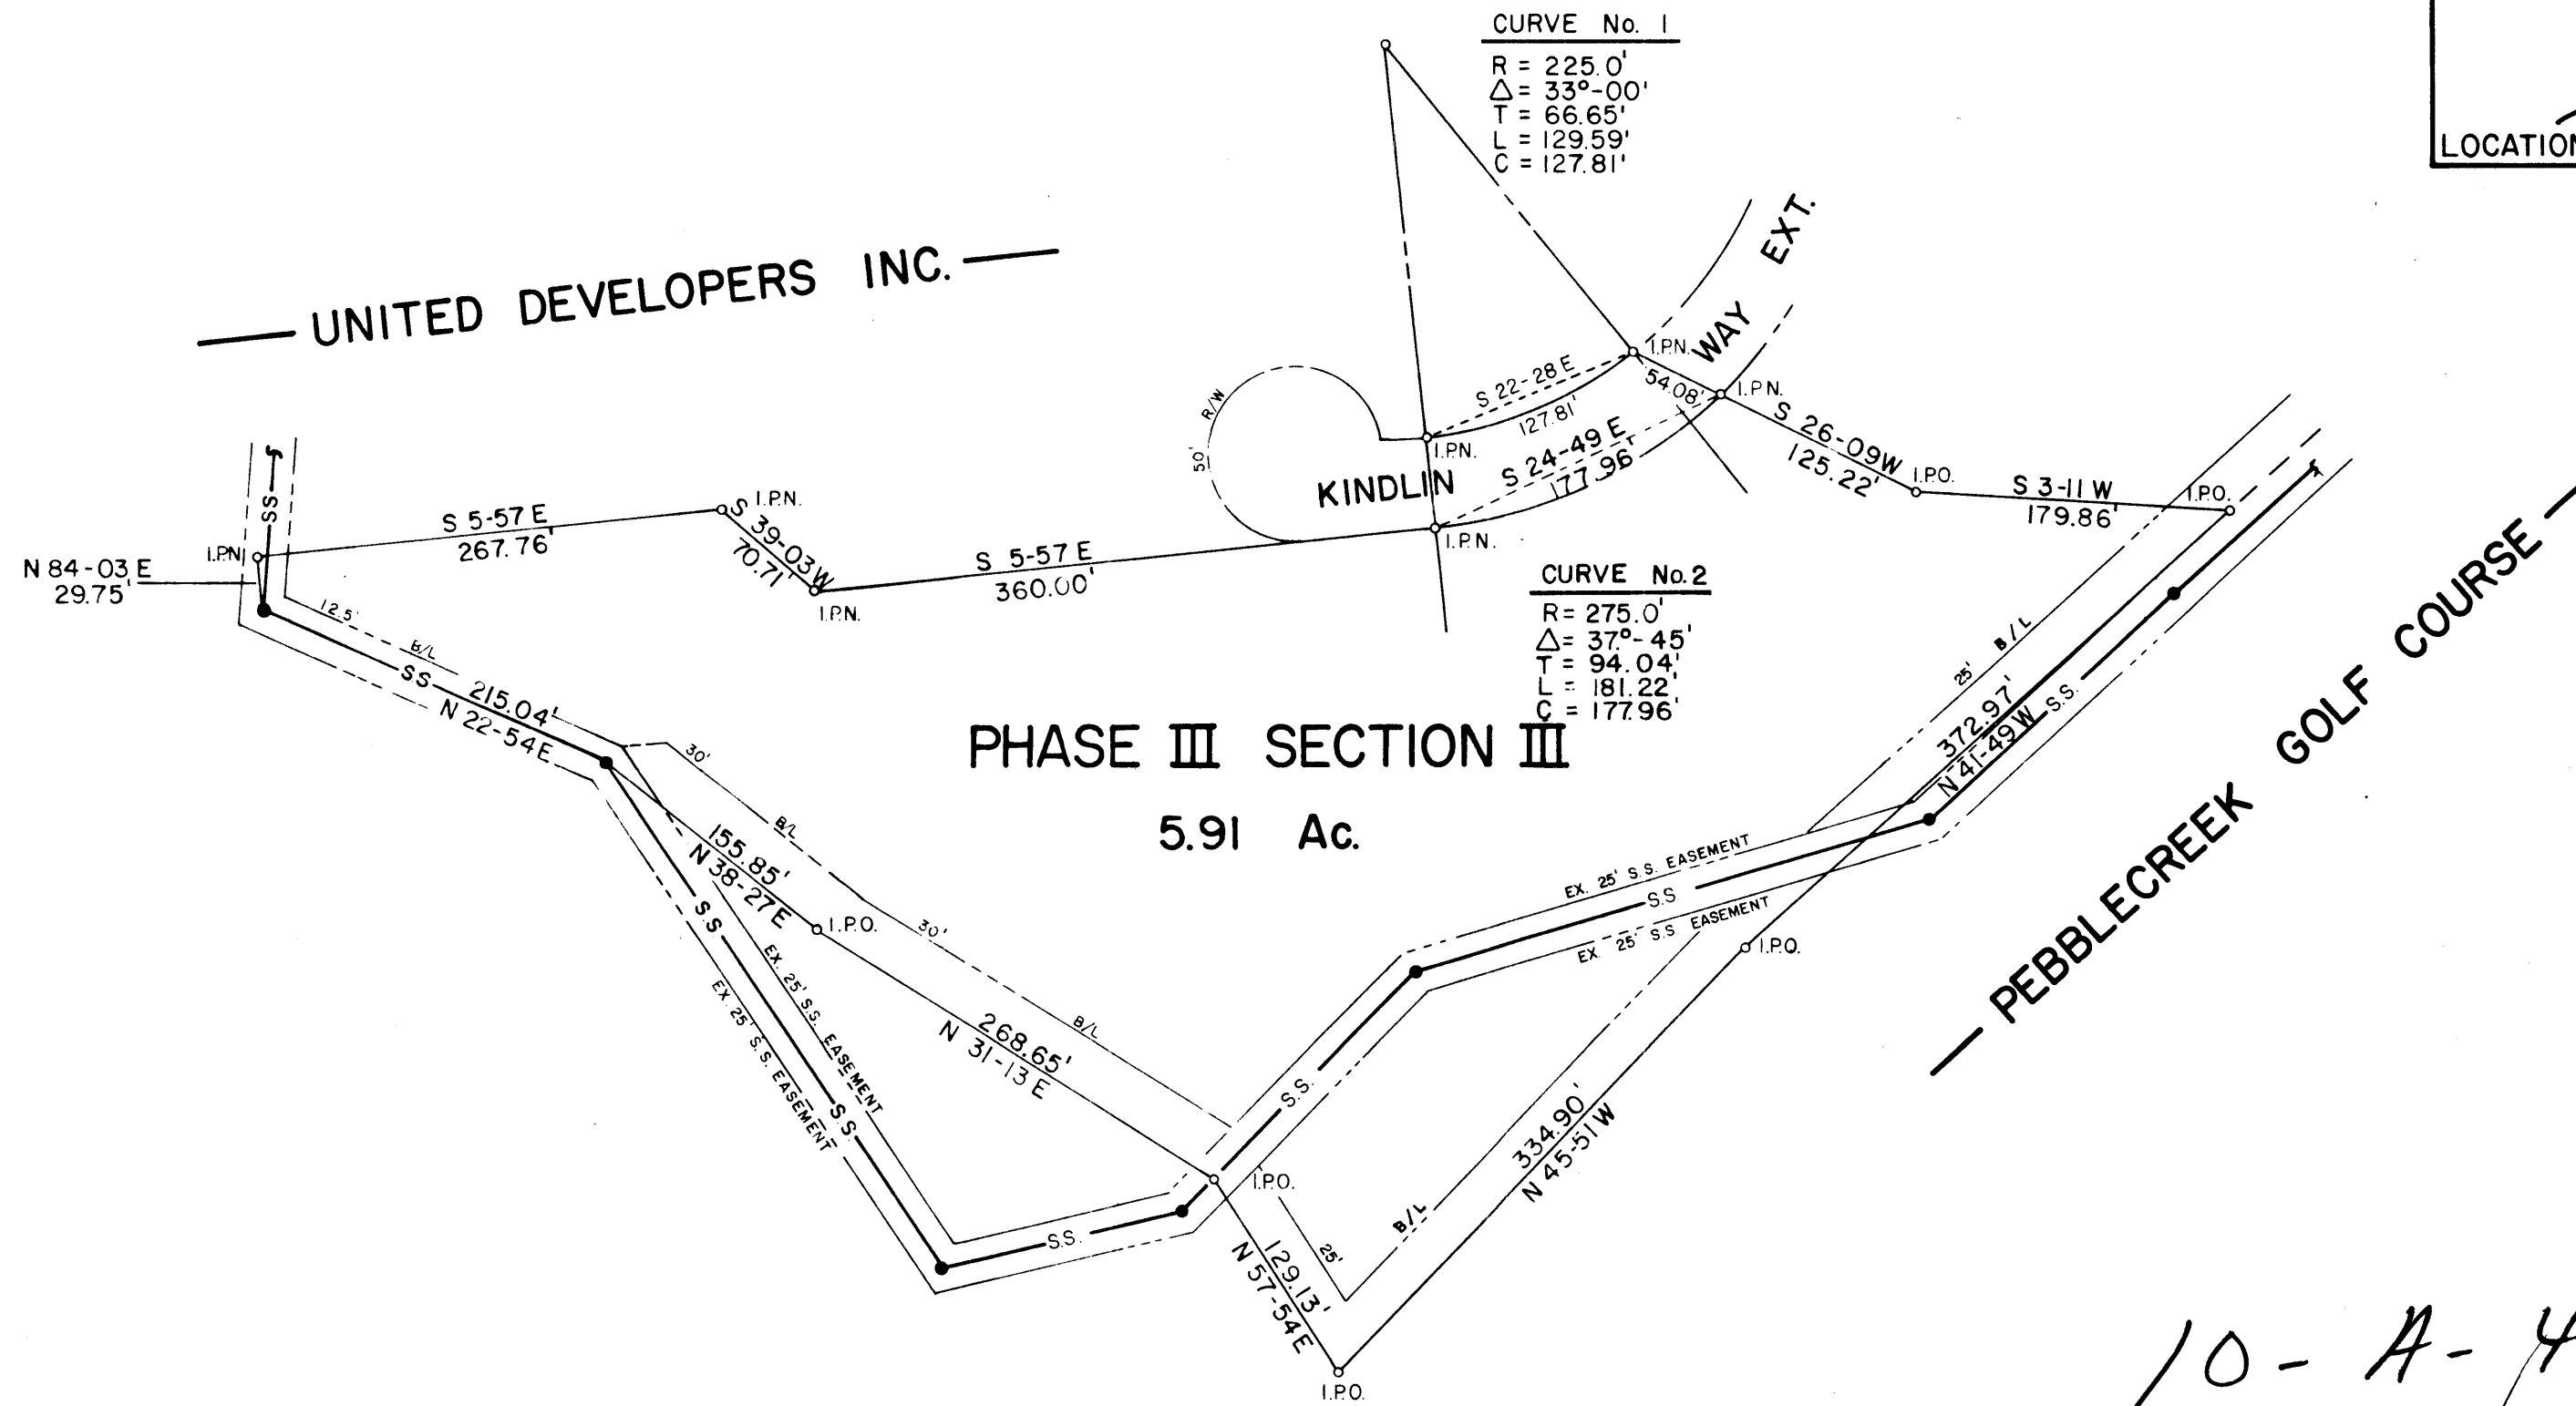 CURVE No. 1
R = 225.0'
△= 33°-00'
T = 66.65'
L = 129.59'
C = 127.81'
LOCATION
UNITED DEVELOPERS INC.
KINDLIN WAY EXT.
S 22-28 E
127.81'
S 24-49 E
177.96'
54.08'
I.P.N.
I.P.N.
I.P.N.
I.P.N.
R/W
50'
S 26-09W
125.22'
I.P.O.
S 3-11 W
179.86'
I.P.O.
SS
N 84-03 E
29.75'
I.P.N.
S 5-57 E
267.76'
I.P.N.
S 39-03W
70.71'
I.P.N.
S 5-57 E
360.00'
CURVE No. 2
R= 275.0'
△= 37°-45'
T = 94.04'
L = 181.22'
C = 177.96'
12.5'
B/L
SS
215.04'
N 22-54 E
PHASE III SECTION III
5.91 Ac.
30'
B/L
155.85'
N 38-27 E
I.P.O.
30'
B/L
268.65'
N 31-13 E
S.S
S.S.
EX. 25' S.S. EASEMENT
EX. 25' S.S. EASEMENT
S.S.
I.P.O.
S.S.
EX. 25' S.S. EASEMENT
S.S
EX. 25' S.S EASEMENT
25'
B/L
372.97'
N 41-49W
S.S.
I.P.O.
334.90'
N 45-51 W
B/L
25'
129.13'
N 57-54 E
I.P.O.
PEBBLECREEK GOLF COURSE
10- A- 4